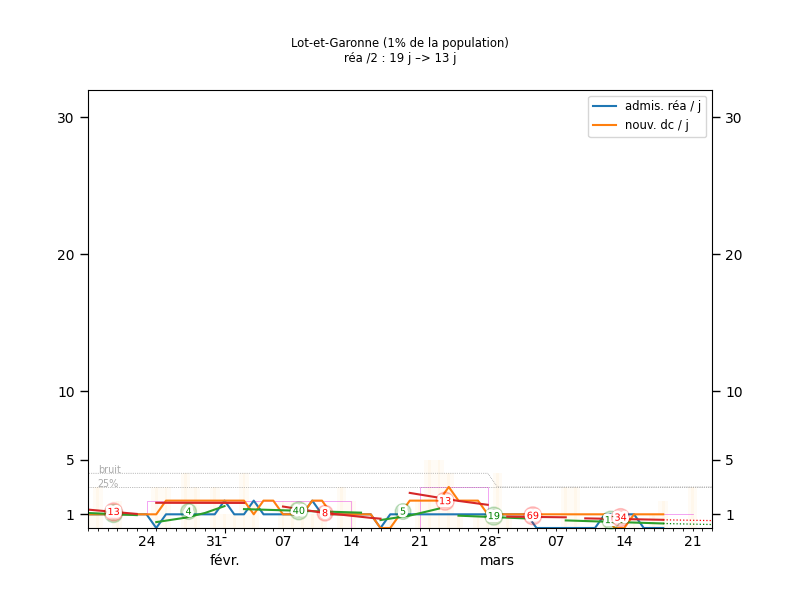 Lot-et-Garonne (1% de la population)
réa /2 : 19 j –> 13 j
admis. réa / j
nouv. dc / j
30 30
20 20
10 10
5 5
1 1
bruit
25%
13 4 40 8 5 13 19 69 34
24 31 07 14 21 28 07 14 21
févr. mars